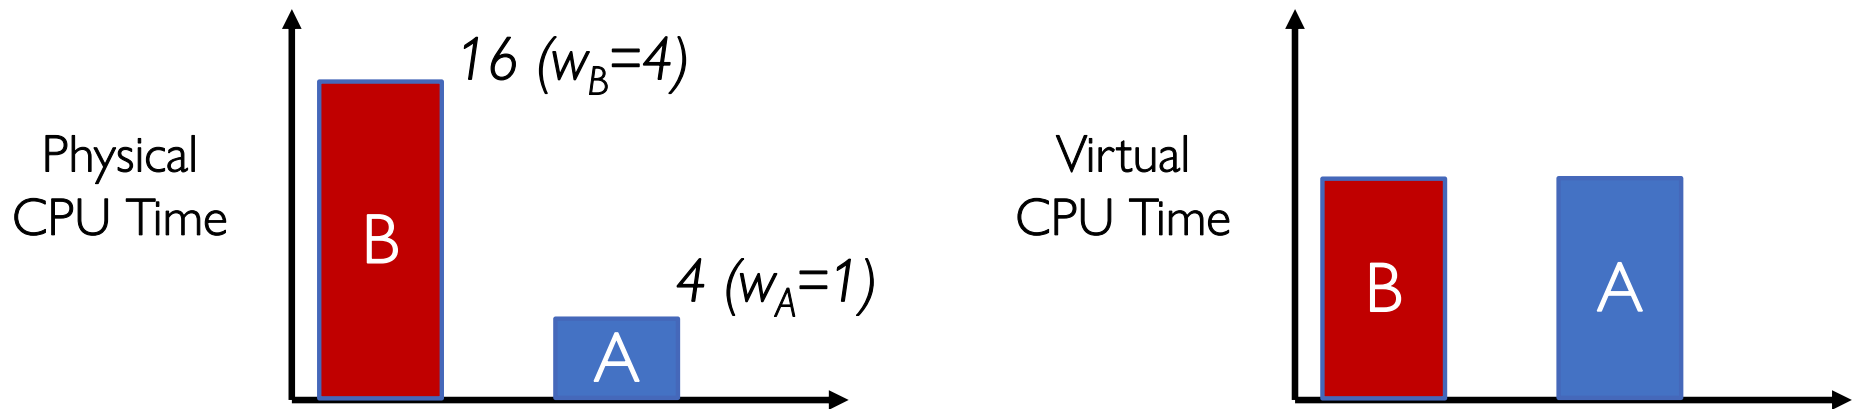 16 (wB=4)
Physical
CPU Time
B
4 (wA=1)
A
Virtual
CPU Time
B
A